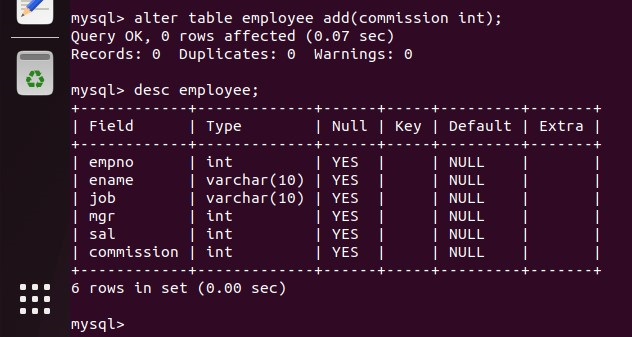 mysql> alter table employee add(commission int);
Query OK, 0 rows affected (0.07 sec)
Records: 0  Duplicates: 0  Warnings: 0

mysql> desc employee;
+------------+-------------+------+-----+---------+-------+
| Field      | Type        | Null | Key | Default | Extra |
+------------+-------------+------+-----+---------+-------+
| empno      | int         | YES  |     | NULL    |       |
| ename      | varchar(10) | YES  |     | NULL    |       |
| job        | varchar(10) | YES  |     | NULL    |       |
| mgr        | int         | YES  |     | NULL    |       |
| sal        | int         | YES  |     | NULL    |       |
| commission | int         | YES  |     | NULL    |       |
+------------+-------------+------+-----+---------+-------+
6 rows in set (0.00 sec)

mysql>